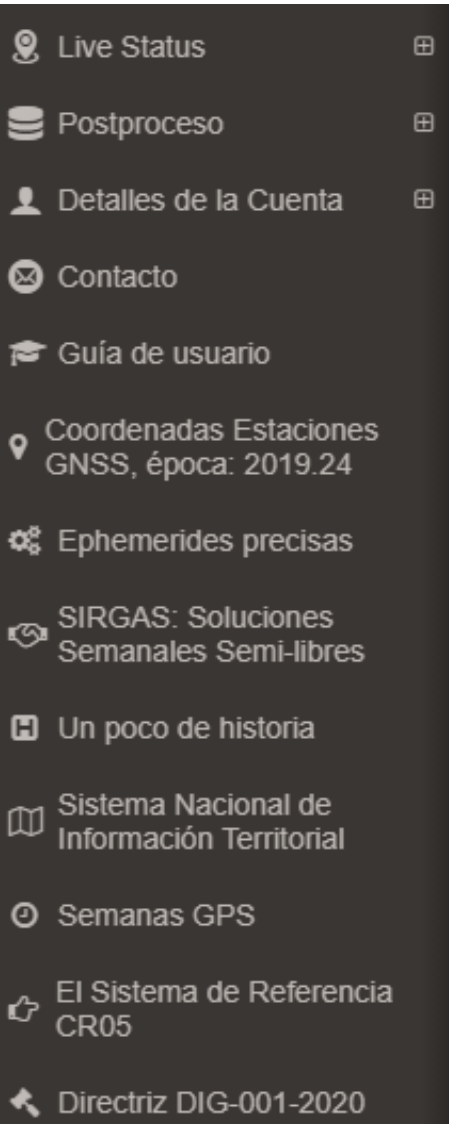 Live Status
Postproceso
Detalles de la Cuenta
Contacto
Guía de usuario
Coordenadas Estaciones
GNSS, época: 2019.24
Ephemerides precisas
SIRGAS: Soluciones
Semanales Semi-libres
Un poco de historia
Sistema Nacional de
Información Territorial
Semanas GPS
El Sistema de Referencia
CR05
Directriz DIG-001-2020